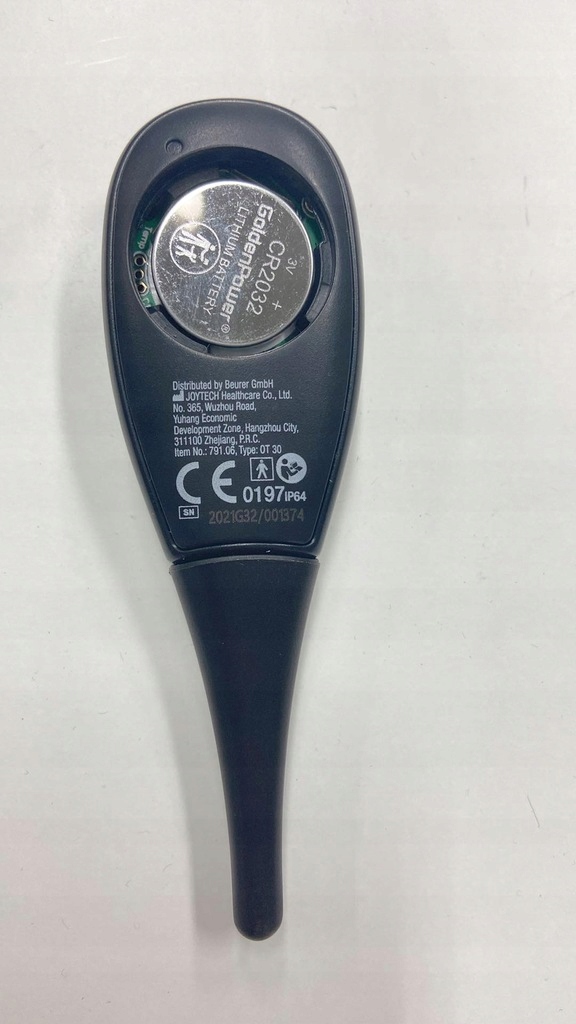 GoldenPower®
LITHIUM BATTERY
CR2032
3V
+
Temp
Distributed by Beurer GmbH
JOYTECH Healthcare Co., Ltd.
No. 365, Wuzhou Road,
Yuhang Economic
Development Zone, Hangzhou City,
311100 Zhejiang, P.R.C.
Item No.: 791.06, Type: OT 30
CE 0197 IP64
SN 2021G32/001374